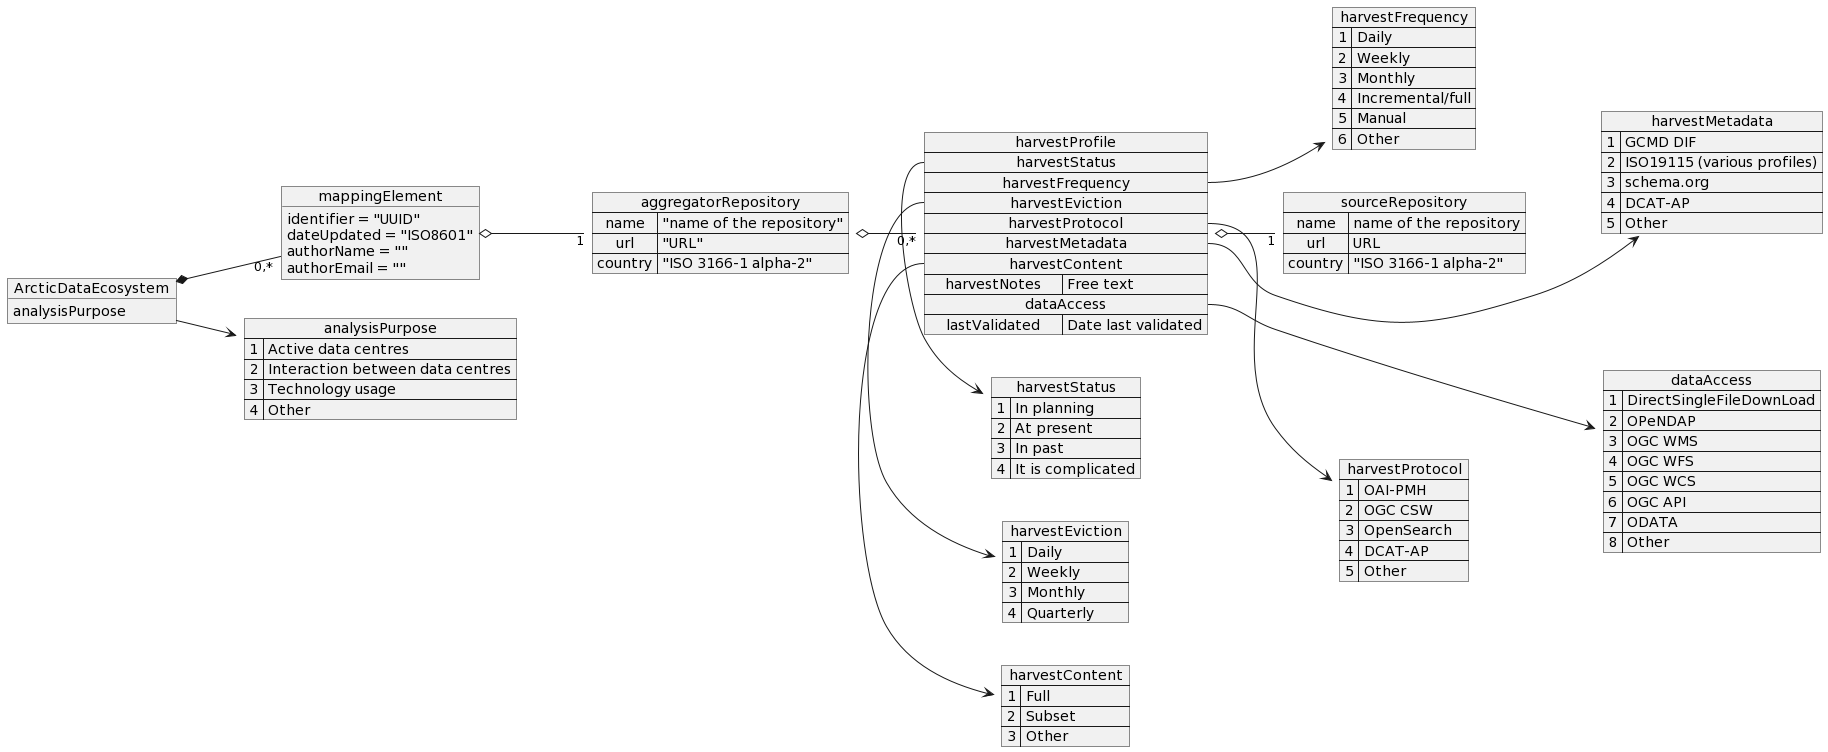 ArcticDataEcosystem
analysisPurpose
0,*
mappingElement
identifier = "UUID"
dateUpdated = "ISO8601"
authorName = ""
authorEmail = ""
analysisPurpose
1 Active data centres
2 Interaction between data centres
3 Technology usage
4 Other
1
aggregatorRepository
name "name of the repository"
url "URL"
country "ISO 3166-1 alpha-2"
0,*
harvestProfile
harvestStatus
harvestFrequency
harvestEviction
harvestProtocol
harvestMetadata
harvestContent
harvestNotes Free text
dataAccess
lastValidated Date last validated
1
sourceRepository
name name of the repository
url URL
country "ISO 3166-1 alpha-2"
harvestFrequency
1 Daily
2 Weekly
3 Monthly
4 Incremental/full
5 Manual
6 Other
harvestMetadata
1 GCMD DIF
2 ISO19115 (various profiles)
3 schema.org
4 DCAT-AP
5 Other
harvestStatus
1 In planning
2 At present
3 In past
4 It is complicated
harvestEviction
1 Daily
2 Weekly
3 Monthly
4 Quarterly
harvestContent
1 Full
2 Subset
3 Other
harvestProtocol
1 OAI-PMH
2 OGC CSW
3 OpenSearch
4 DCAT-AP
5 Other
dataAccess
1 DirectSingleFileDownLoad
2 OPeNDAP
3 OGC WMS
4 OGC WFS
5 OGC WCS
6 OGC API
7 ODATA
8 Other